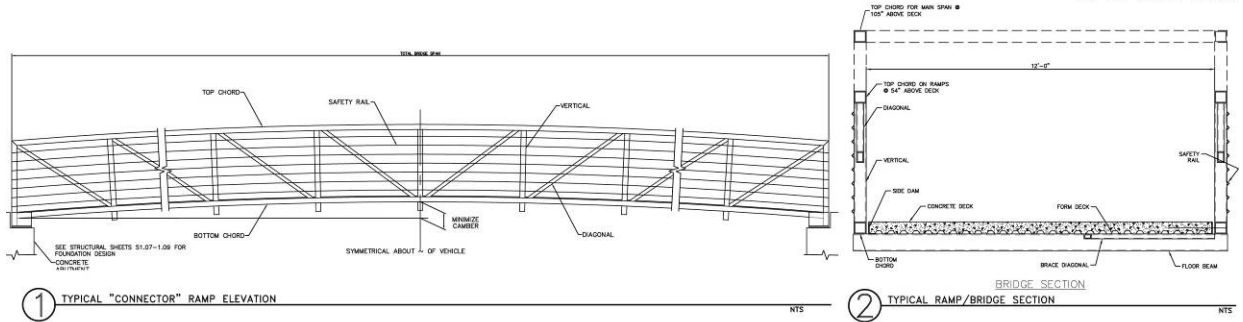 TOTAL BRIDGE SPAN
TOP CHORD
SAFETY RAIL
VERTICAL
BOTTOM CHORD
MINIMIZE
CAMBER
DIAGONAL
SYMMETRICAL ABOUT ~ OF VEHICLE
SEE STRUCTURAL SHEETS S1.07-1.09 FOR
FOUNDATION DESIGN
CONCRETE
ABUTMENT
1
TYPICAL "CONNECTOR" RAMP ELEVATION
NTS
TOP CHORD FOR MAIN SPAN @
105" ABOVE DECK
12'-0"
TOP CHORD ON RAMPS
@ 54" ABOVE DECK
DIAGONAL
VERTICAL
SAFETY
RAIL
SIDE DAM
CONCRETE DECK
FORM DECK
BOTTOM
CHORD
BRACE DIAGONAL
FLOOR BEAM
BRIDGE SECTION
2
TYPICAL RAMP/BRIDGE SECTION
NTS